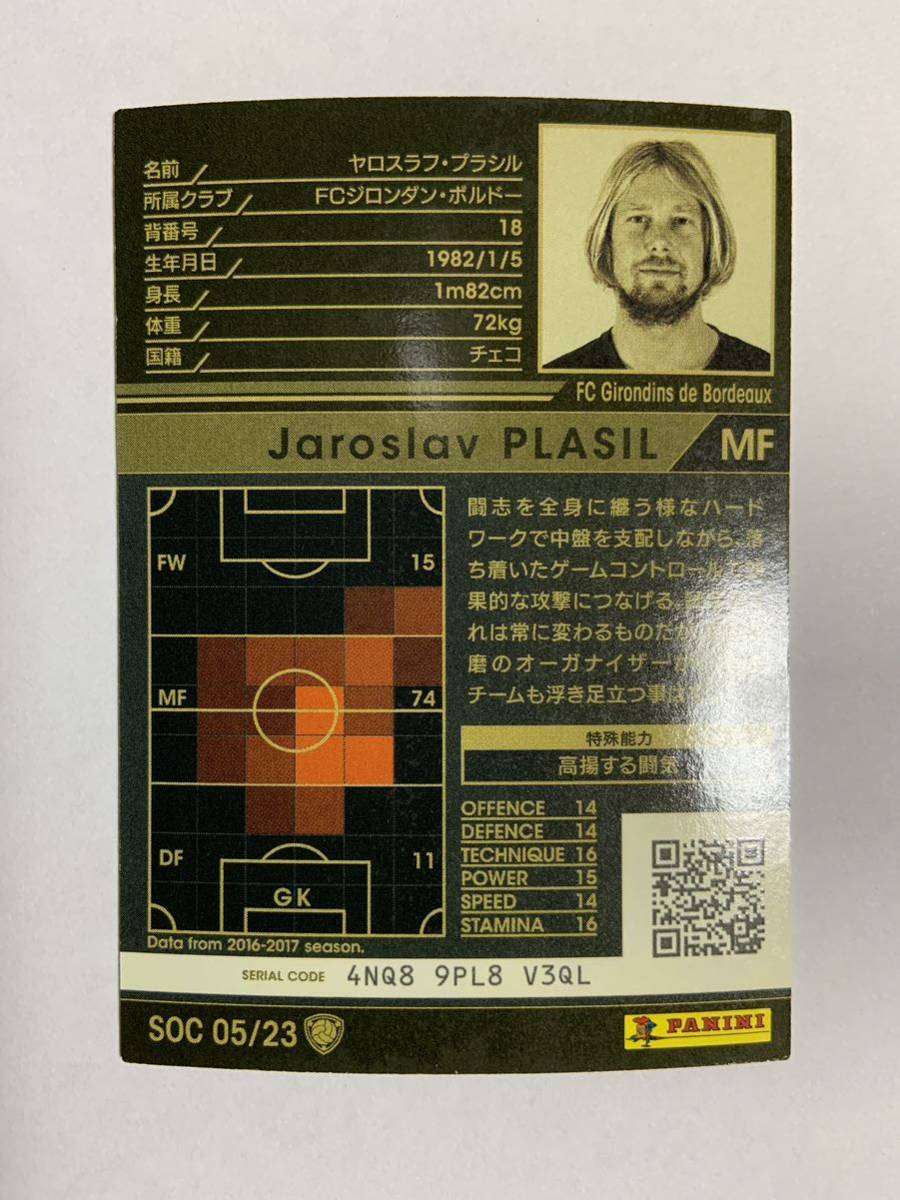 名前 ヤロスラフ・プラシル
所属クラブ FCジロンダン・ボルドー
背番号 18
生年月日 1982/1/5
身長 1m82cm
体重 72kg
国籍 チェコ
FC Girondins de Bordeaux
Jaroslav PLASIL MF
FW 15
MF 74
DF 11
GK
Data from 2016-2017 season.
闘志を全身に纏う様なハード
ワークで中盤を支配しながら、落
ち着いたゲームコントロールで効
果的な攻撃につなげる。
れは常に変わるものだが、
磨のオーガナイザーが
チームも浮き足立つ事は
特殊能力
高揚する闘気
OFFENCE 14
DEFENCE 14
TECHNIQUE 16
POWER 15
SPEED 14
STAMINA 16
SERIAL CODE 4NQ8 9PL8 V3QL
SOC 05/23
PANINI